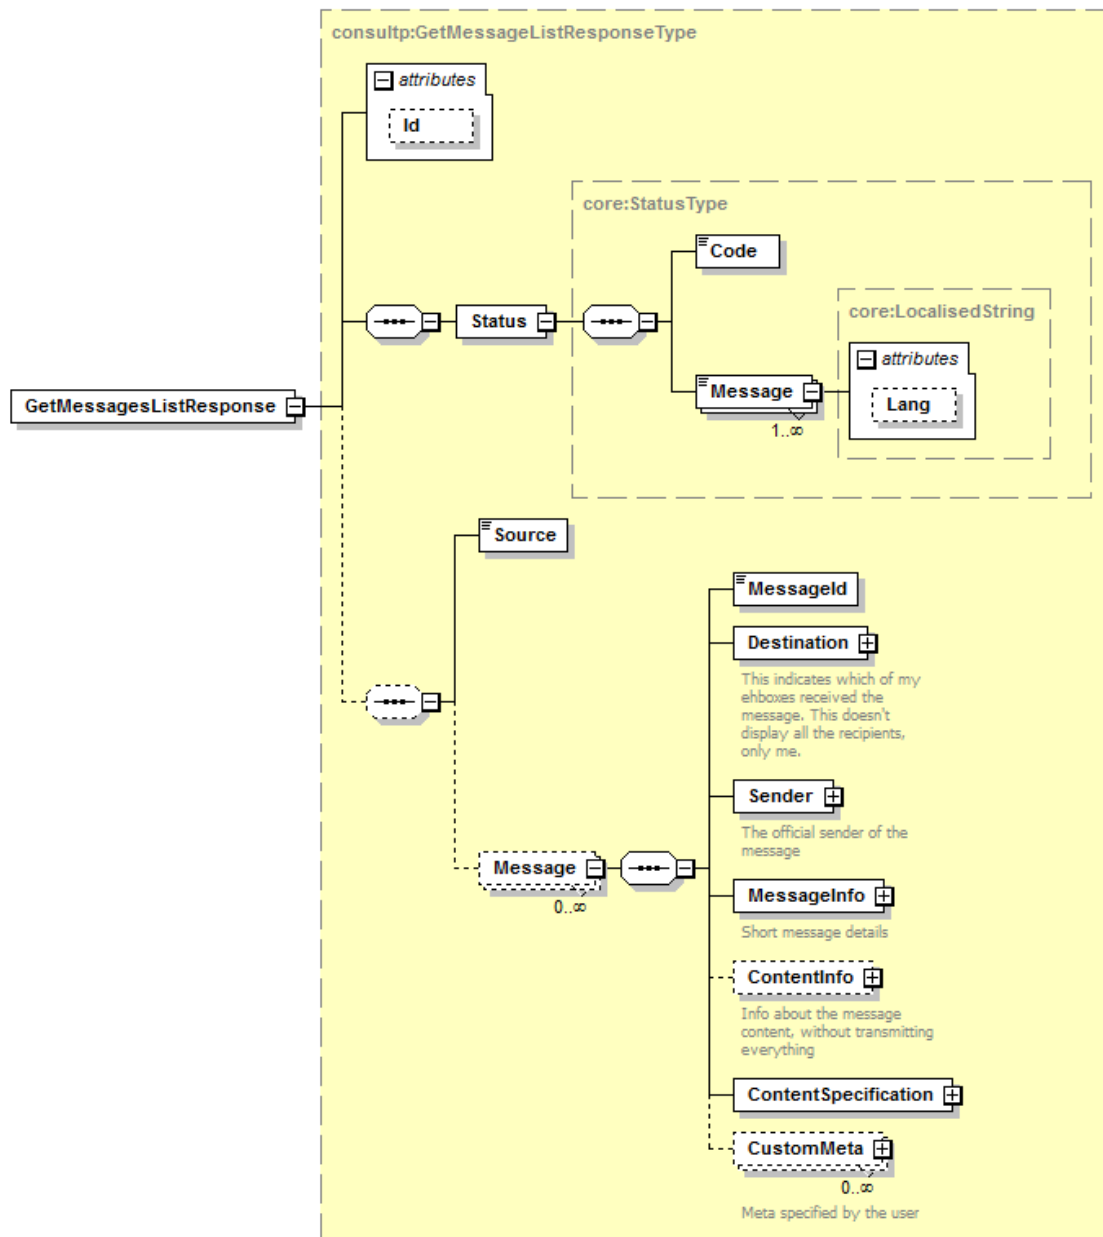 consultp:GetMessageListResponseType
attributes
Id
core:StatusType
Code
core:LocalisedString
Status
attributes
Message
Lang
1..∞
GetMessagesListResponse
Source
MessageId
Destination
This indicates which of my
ehboxes received the
message. This doesn't
display all the recipients,
only me.
Sender
The official sender of the
message
Message
0..∞
MessageInfo
Short message details
ContentInfo
Info about the message
content, without transmitting
everything
ContentSpecification
CustomMeta
0..∞
Meta specified by the user